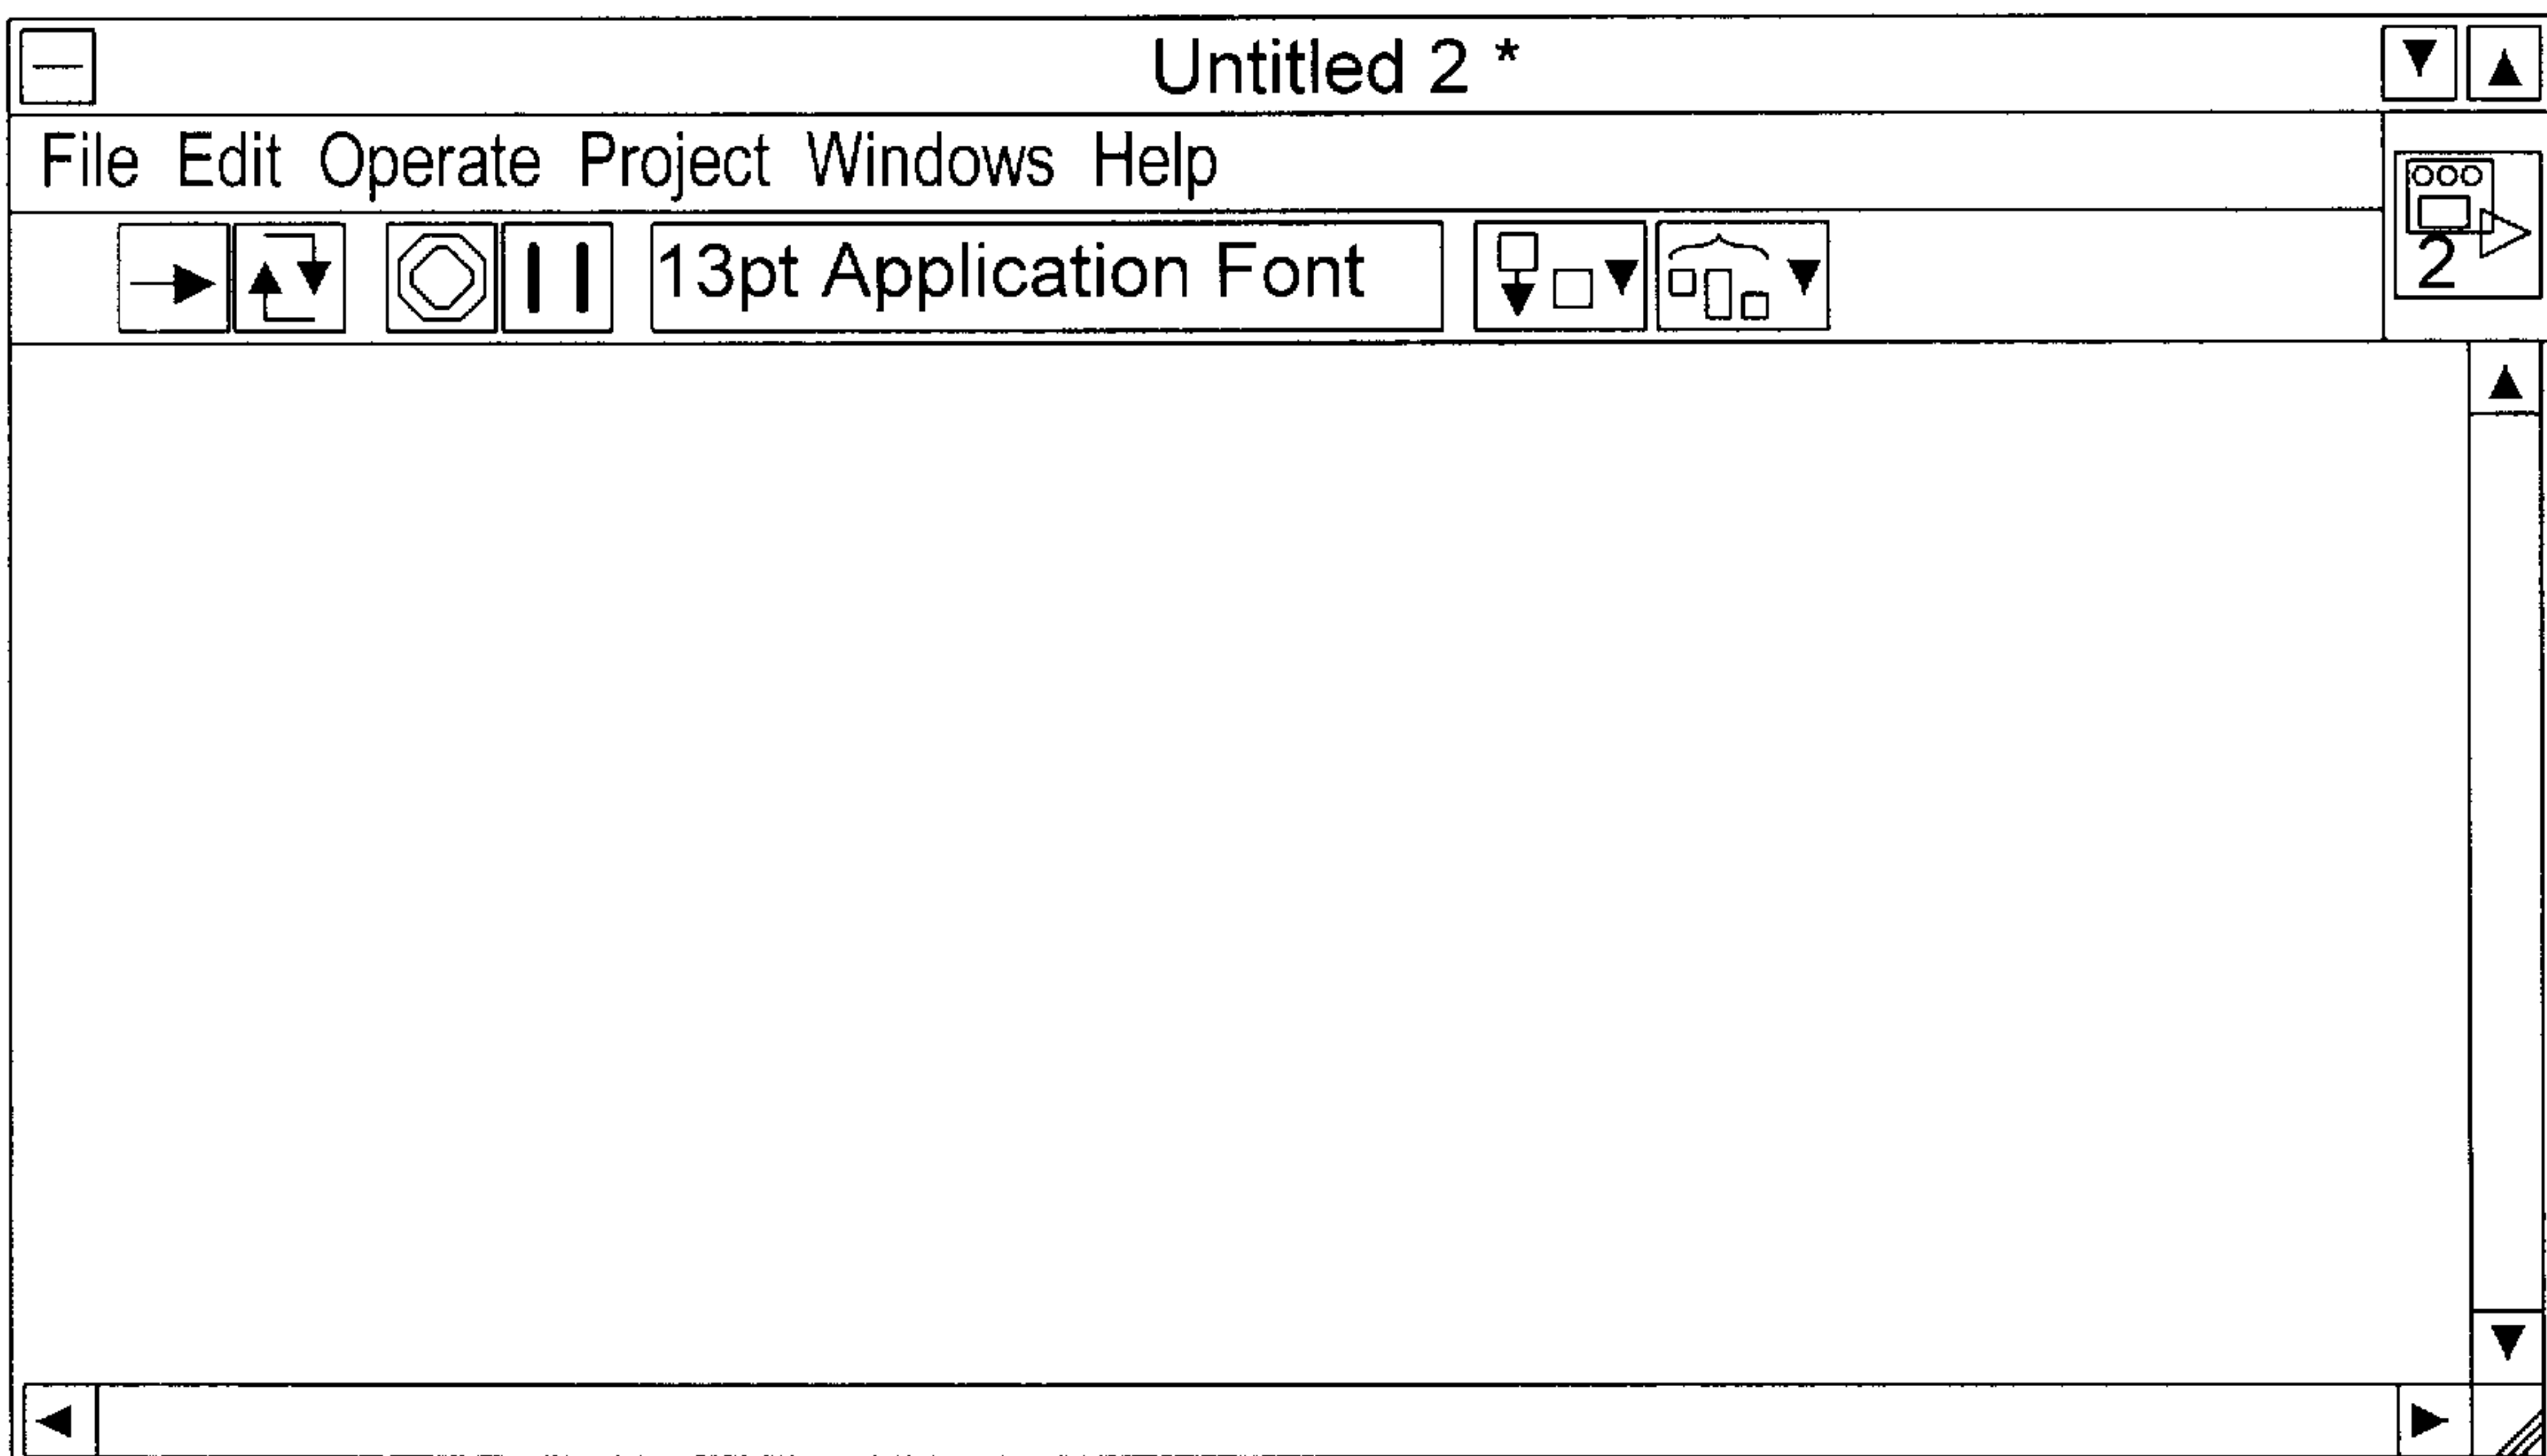 Untitled 2 *
File Edit Operate Project Windows Help
13pt Application Font
2